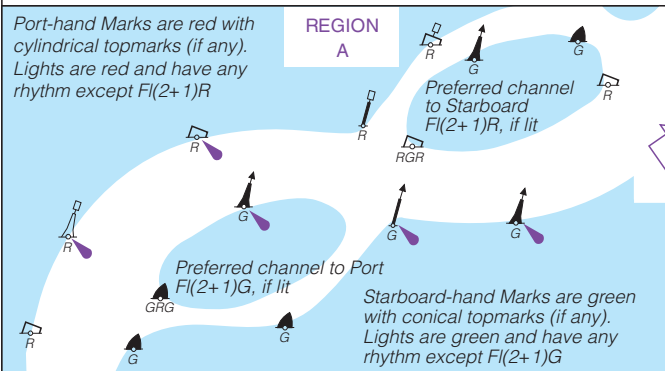 Port-hand Marks are red with
cylindrical topmarks (if any).
Lights are red and have any
rhythm except Fl(2+1)R
REGION
A
R
G
G
Preferred channel
to Starboard
Fl(2+1)R, if lit
R
R
R
RGR
G
R
G
G
Preferred channel to Port
Fl(2+1)G, if lit
GRG
Starboard-hand Marks are green
with conical topmarks (if any).
Lights are green and have any
rhythm except Fl(2+1)G
R
G
G